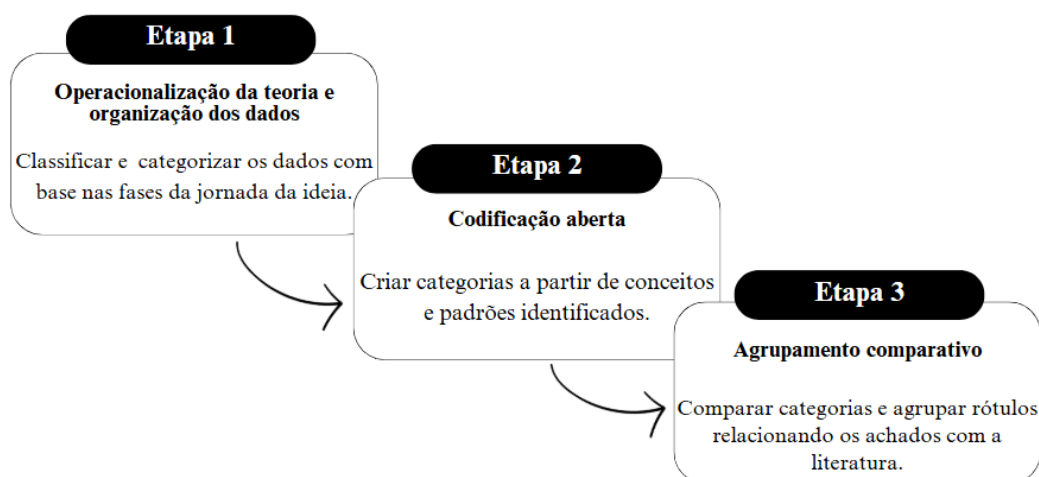 Etapa 1
Operacionalização da teoria e
organização dos dados
Classificar e categorizar os dados com
base nas fases da jornada da ideia.
Etapa 2
Codificação aberta
Criar categorias a partir de conceitos
e padrões identificados.
Etapa 3
Agrupamento comparativo
Comparar categorias e agrupar rótulos
relacionando os achados com a
literatura.